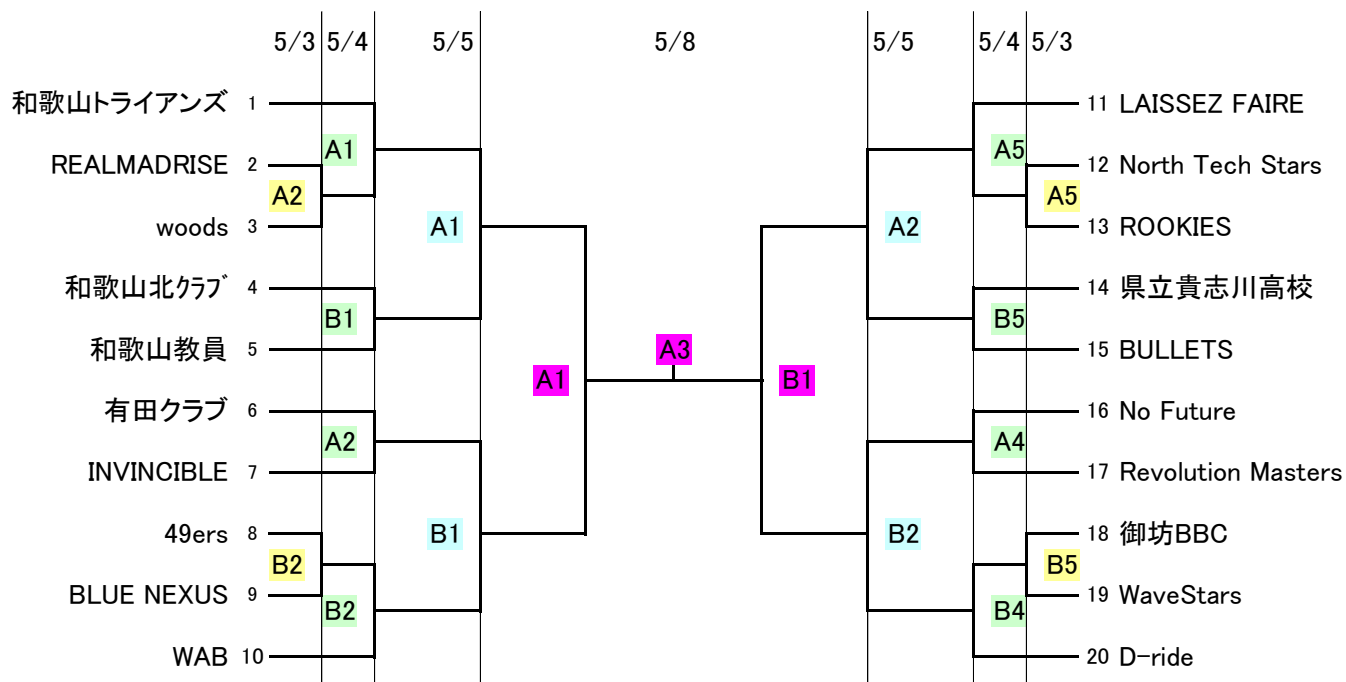 5/3 5/4 5/5 5/8 5/5 5/4 5/3
和歌山トライアンズ 1 11 LAISSEZ FAIRE
A1 A5
REALMADRISE 2 12 North Tech Stars
A2 A5
woods 3 A1 A2 13 ROOKIES
和歌山北ｸﾗﾌﾞ 4 14 県立貴志川高校
B1 B5
和歌山教員 5 A3 15 BULLETS
A1 B1
有田クラブ 6 16 No Future
A2 A4
INVINCIBLE 7 17 Revolution Masters
49ers 8 B1 B2 18 御坊BBC
B2 B5
BLUE NEXUS 9 19 WaveStars
B2 B4
WAB 10 20 D-ride